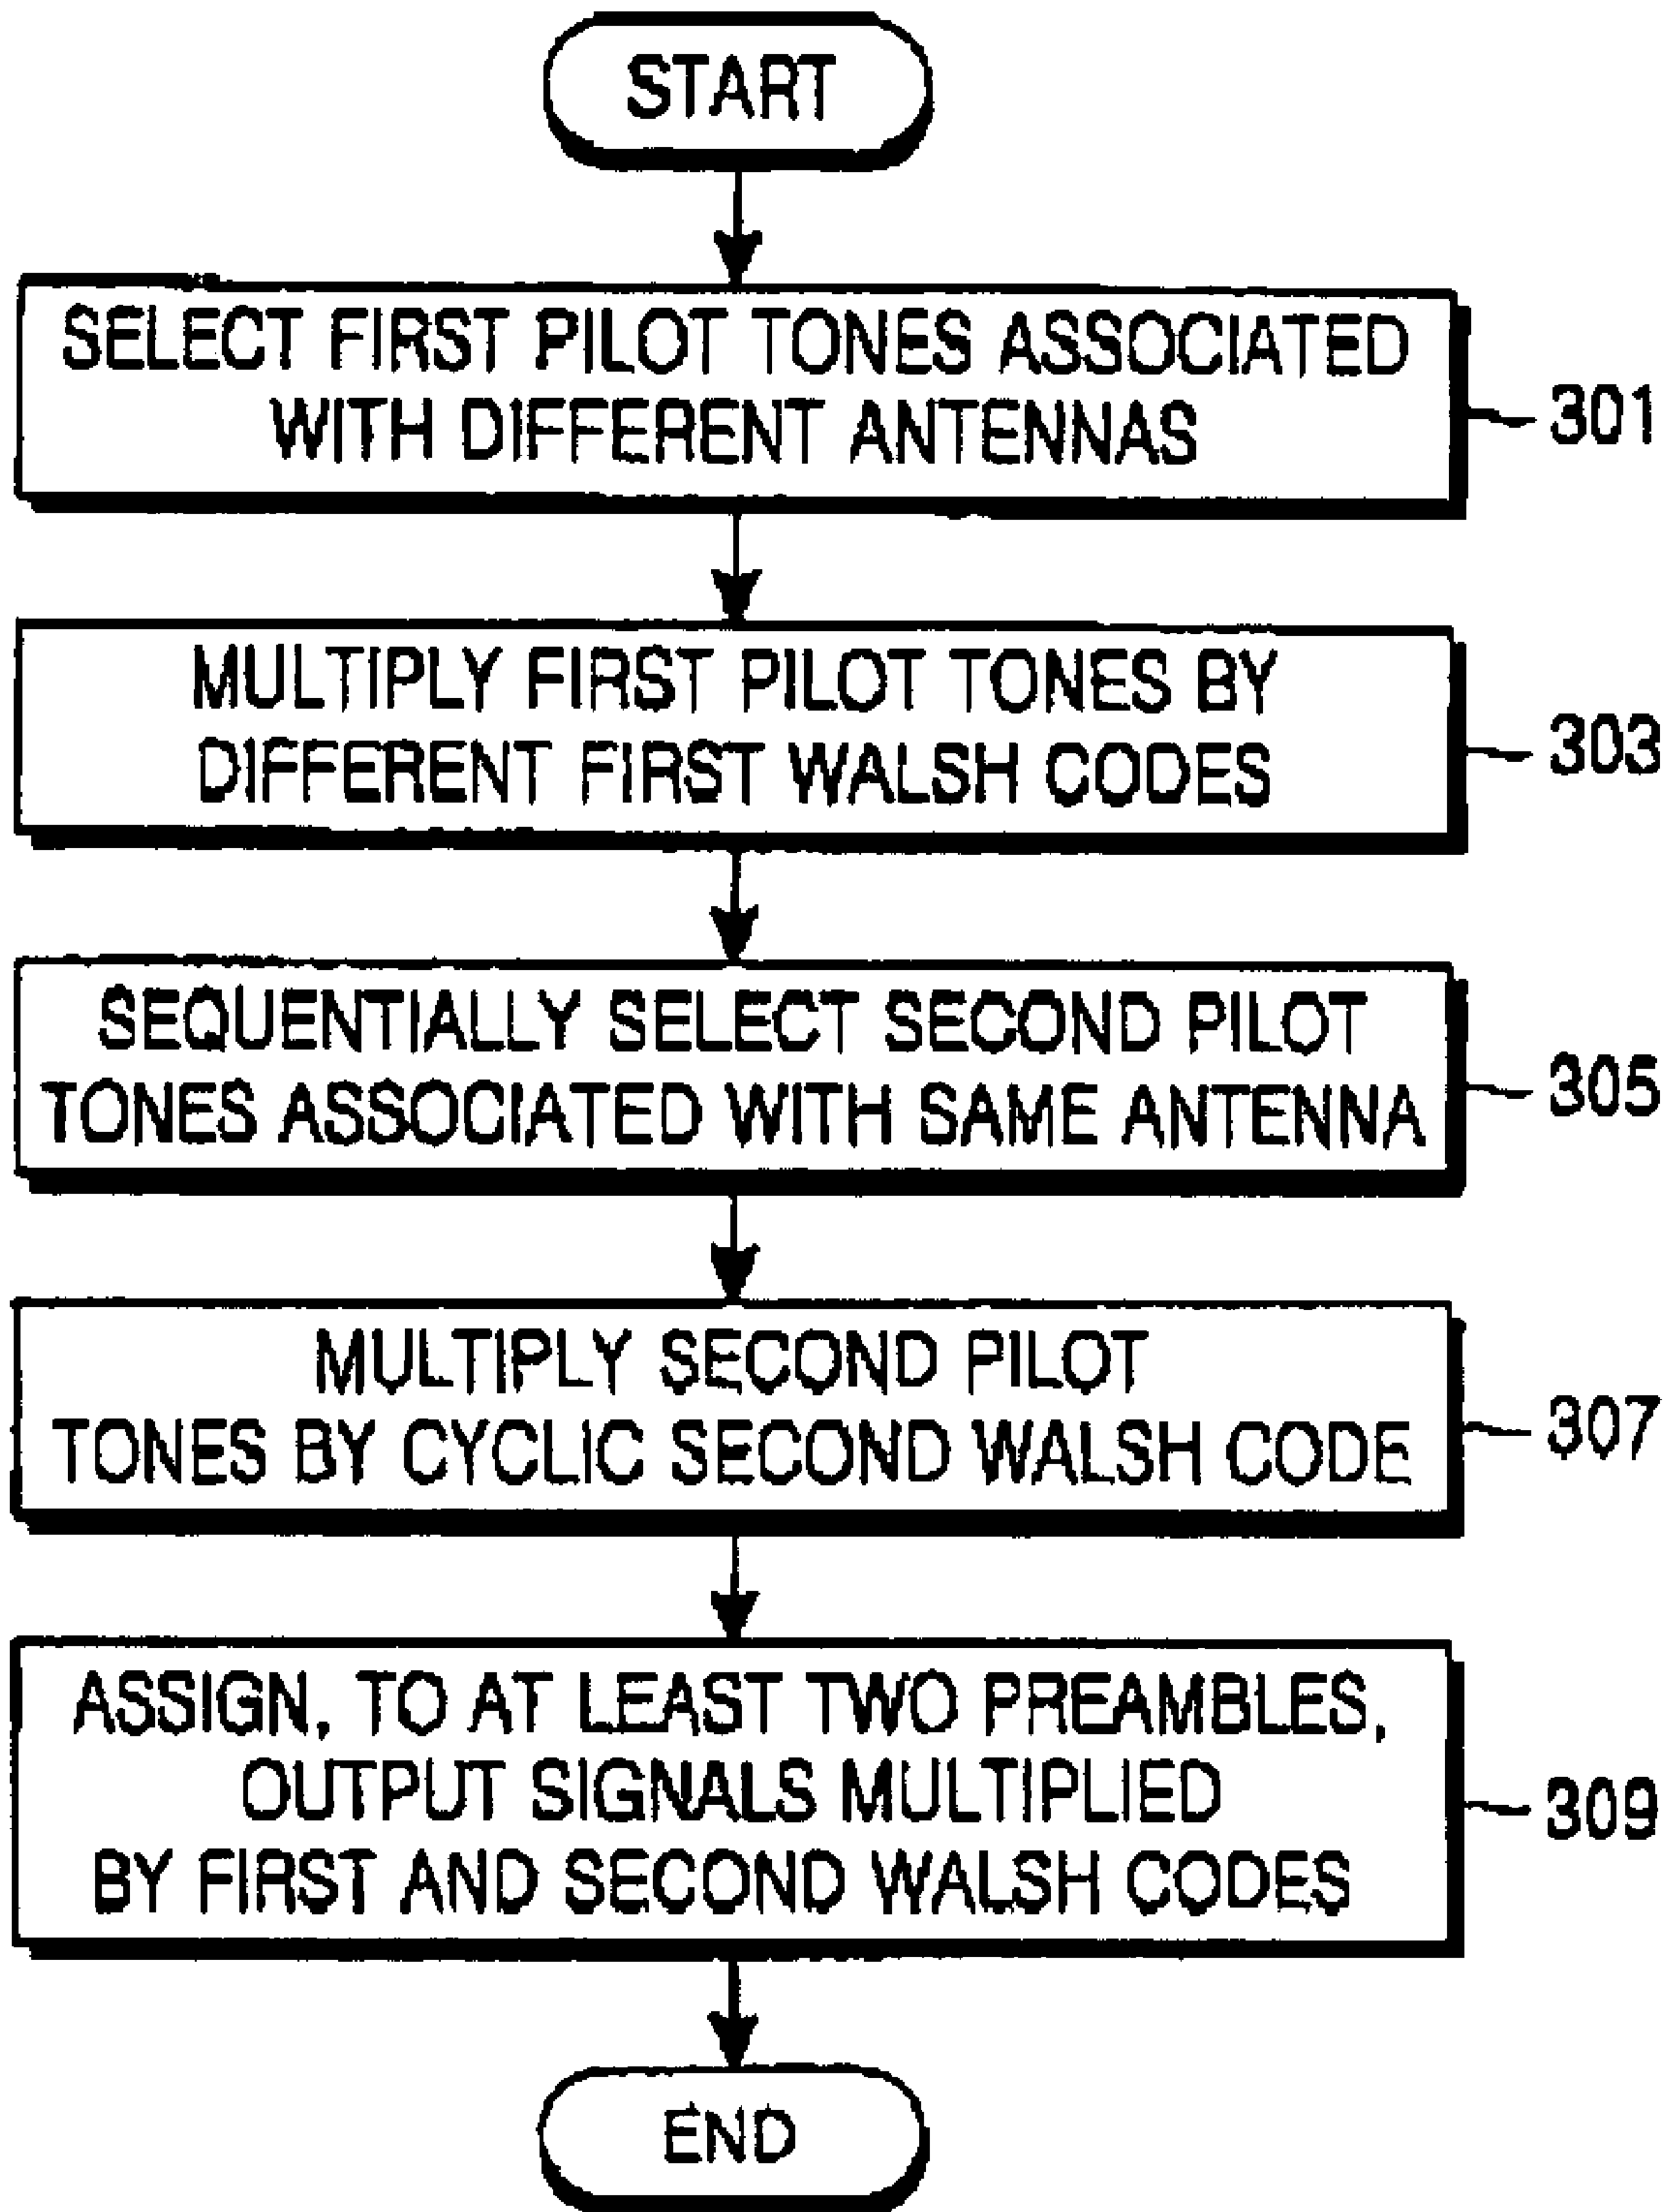 START
SELECT FIRST PILOT TONES ASSOCIATED
WITH DIFFERENT ANTENNAS
301
MULTIPLY FIRST PILOT TONES BY
DIFFERENT FIRST WALSH CODES
303
SEQUENTIALLY SELECT SECOND PILOT
TONES ASSOCIATED WITH SAME ANTENNA
305
MULTIPLY SECOND PILOT
TONES BY CYCLIC SECOND WALSH CODE
307
ASSIGN, TO AT LEAST TWO PREAMBLES,
OUTPUT SIGNALS MULTIPLIED
BY FIRST AND SECOND WALSH CODES
309
END